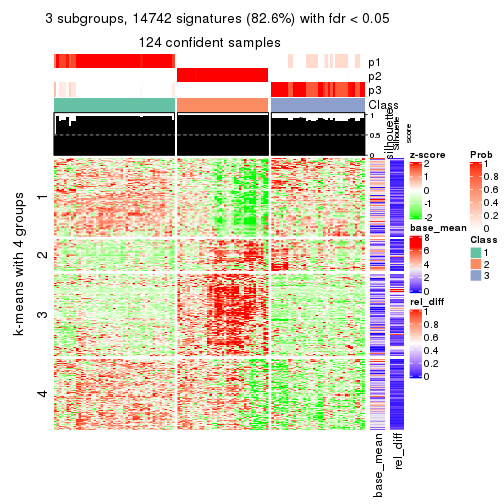 3 subgroups, 14742 signatures (82.6%) with fdr < 0.05
124 confident samples
p1
p2
p3
Class
1
0.5
0
silhouette
Silhouette
score
k-means with 4 groups
1
2
3
4
base_mean
rel_diff
z-score
2
1
0
-1
-2
base_mean
8
6
4
2
0
rel_diff
1
0.8
0.6
0.4
0.2
0
Prob
1
0.8
0.6
0.4
0.2
0
Class
1
2
3